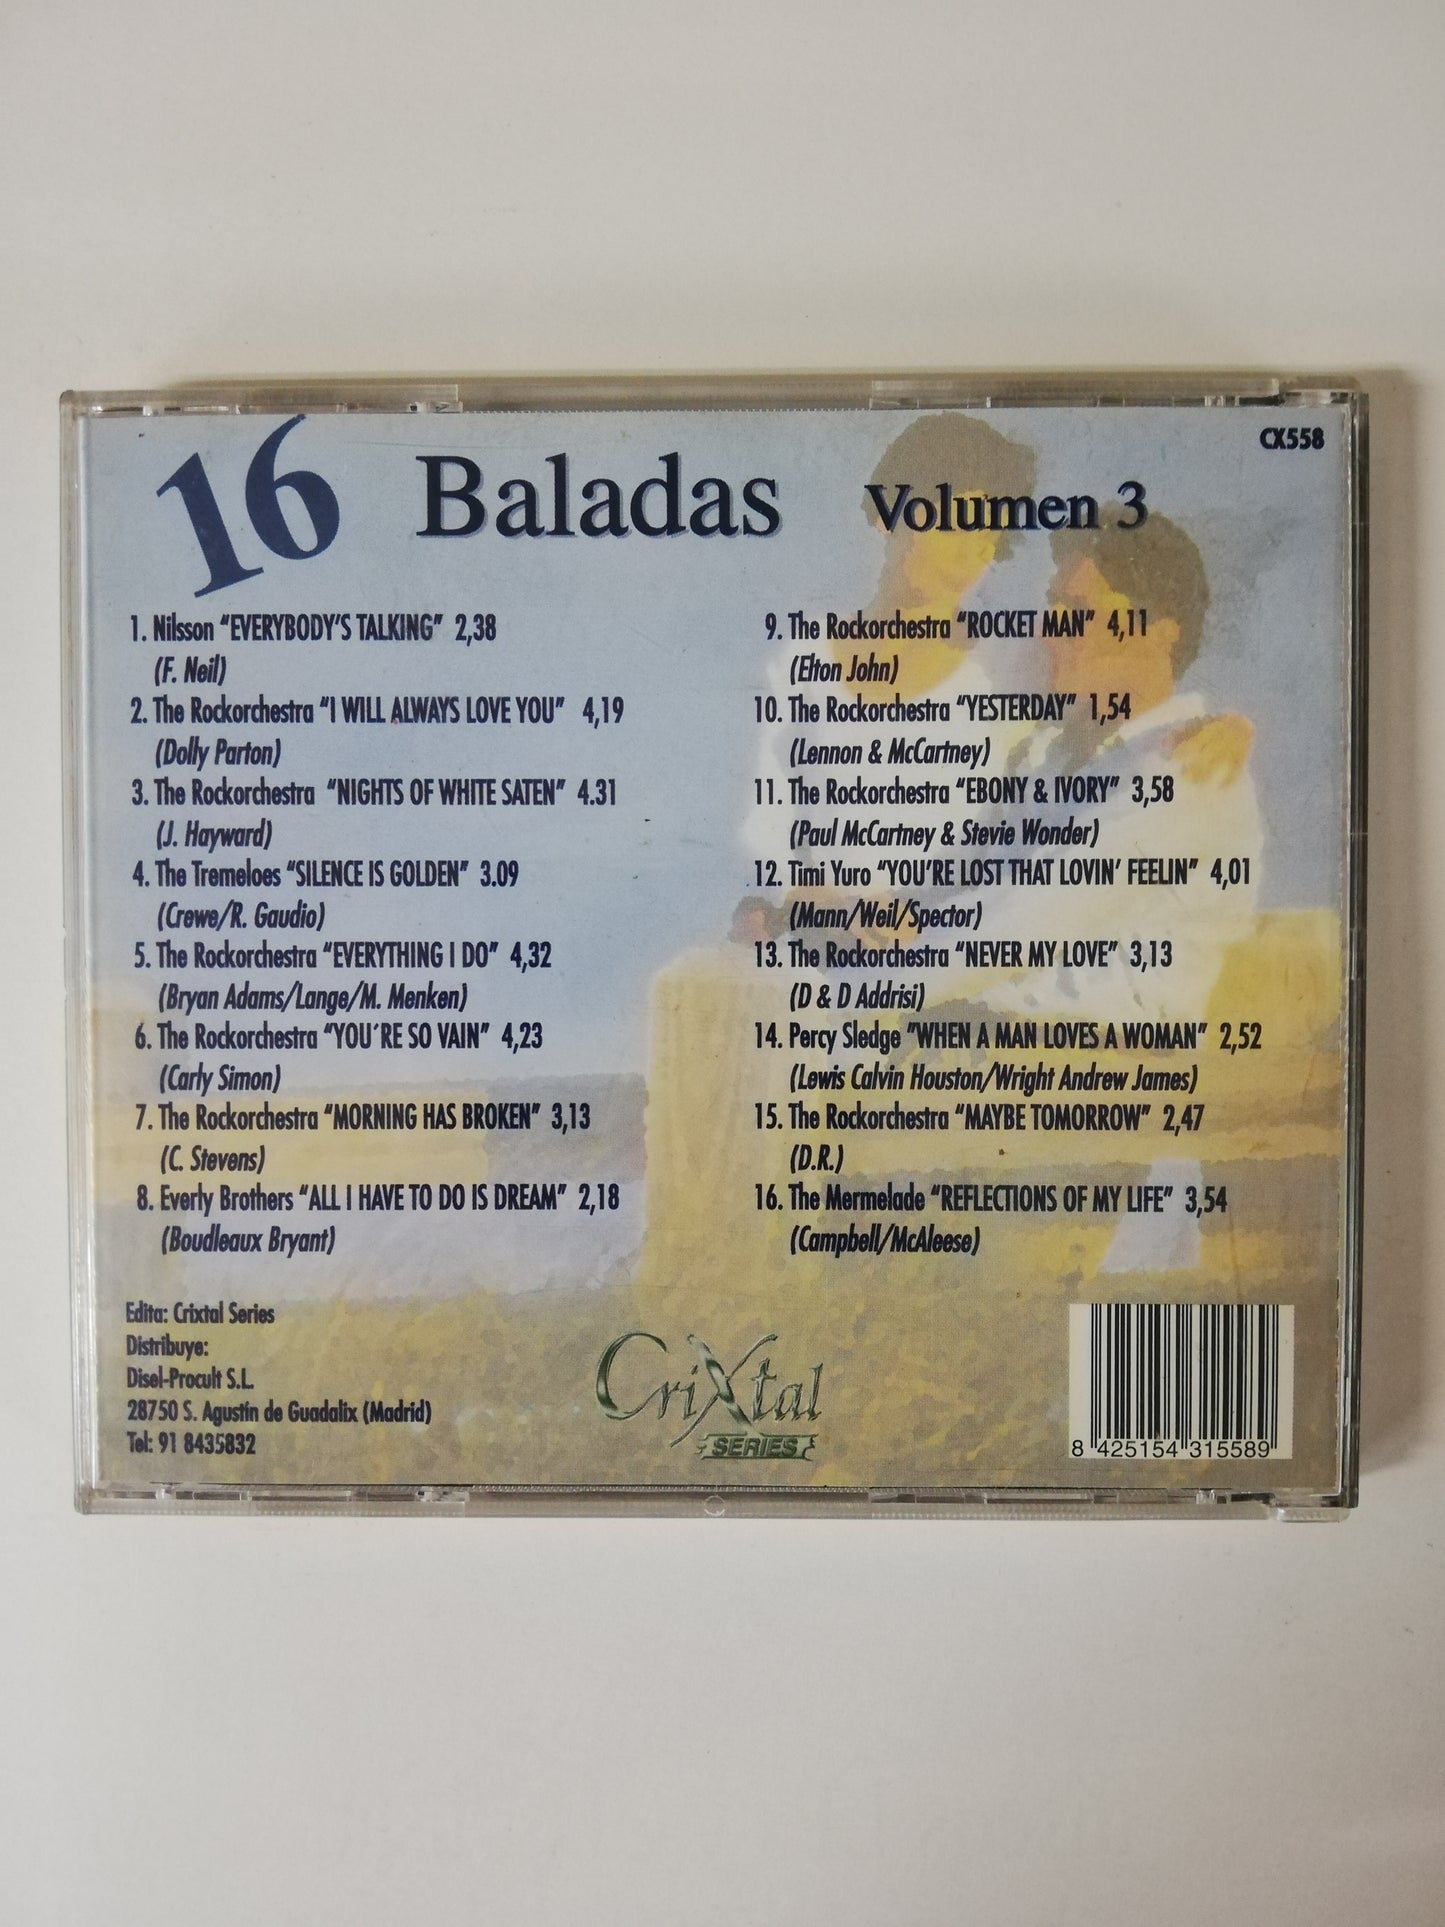 CX558
16 Baladas Volumen 3
1. Nilsson "EVERYBODY'S TALKING" 2,38
(F. Neil)
2. The Rockorchestra "I WILL ALWAYS LOVE YOU" 4,19
(Dolly Parton)
3. The Rockorchestra "NIGHTS OF WHITE SATEN" 4.31
(J. Hayward)
4. The Tremeloes "SILENCE IS GOLDEN" 3.09
(Crewe/R. Gaudio)
5. The Rockorchestra "EVERYTHING I DO" 4,32
(Bryan Adams/Lange/M. Menken)
6. The Rockorchestra "YOU´RE SO VAIN" 4,23
(Carly Simon)
7. The Rockorchestra "MORNING HAS BROKEN" 3,13
(C. Stevens)
8. Everly Brothers "ALL I HAVE TO DO IS DREAM" 2,18
(Boudleaux Bryant)
9. The Rockorchestra "ROCKET MAN" 4,11
(Elton John)
10. The Rockorchestra "YESTERDAY" 1,54
(Lennon & McCartney)
11. The Rockorchestra "EBONY & IVORY" 3,58
(Paul McCartney & Stevie Wonder)
12. Timi Yuro "YOU'RE LOST THAT LOVIN' FEELIN" 4,01
(Mann/Weil/Spector)
13. The Rockorchestra "NEVER MY LOVE" 3,13
(D & D Addrisi)
14. Percy Sledge "WHEN A MAN LOVES A WOMAN" 2,52
(Lewis Calvin Houston/Wright Andrew James)
15. The Rockorchestra "MAYBE TOMORROW" 2,47
(D.R.)
16. The Mermelade "REFLECTIONS OF MY LIFE" 3,54
(Campbell/McAleese)
Edita: Crixtal Series
Distribuye:
Disel-Procult S.L.
28750 S. Agustín de Guadalix (Madrid)
Tel: 91 8435832
CriXtal
SERIES
8 425154 315589